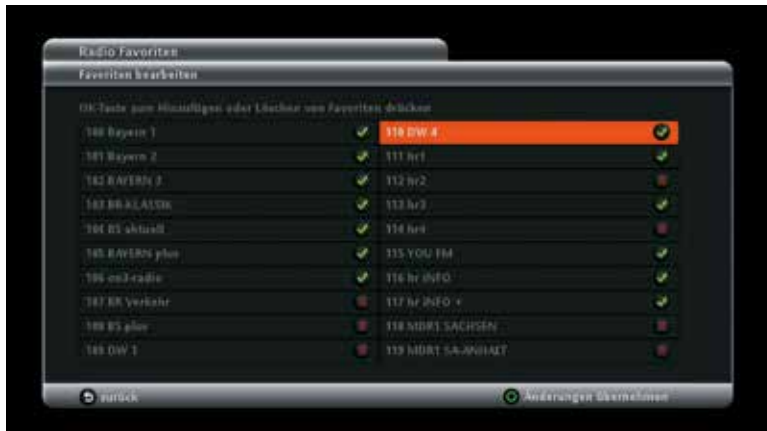 Radio Favoriten
Favoriten bearbeiten
OK-Taste zum Hinzufügen oder Löschen von Favoriten drücken
100 Bayern 1
101 Bayern 2
102 BAYERN 3
103 BR-KLASSIK
104 B5 aktuell
105 BAYERN plus
106 on3-radio
107 BR Verkehr
108 B5 plus
109 DW 1
110 DW 4
111 hr1
112 hr2
113 hr3
114 hr4
115 YOU FM
116 hr INFO
117 hr INFO +
118 MDR1 SACHSEN
119 MDR1 SA-ANHALT
zurück
Änderungen übernehmen